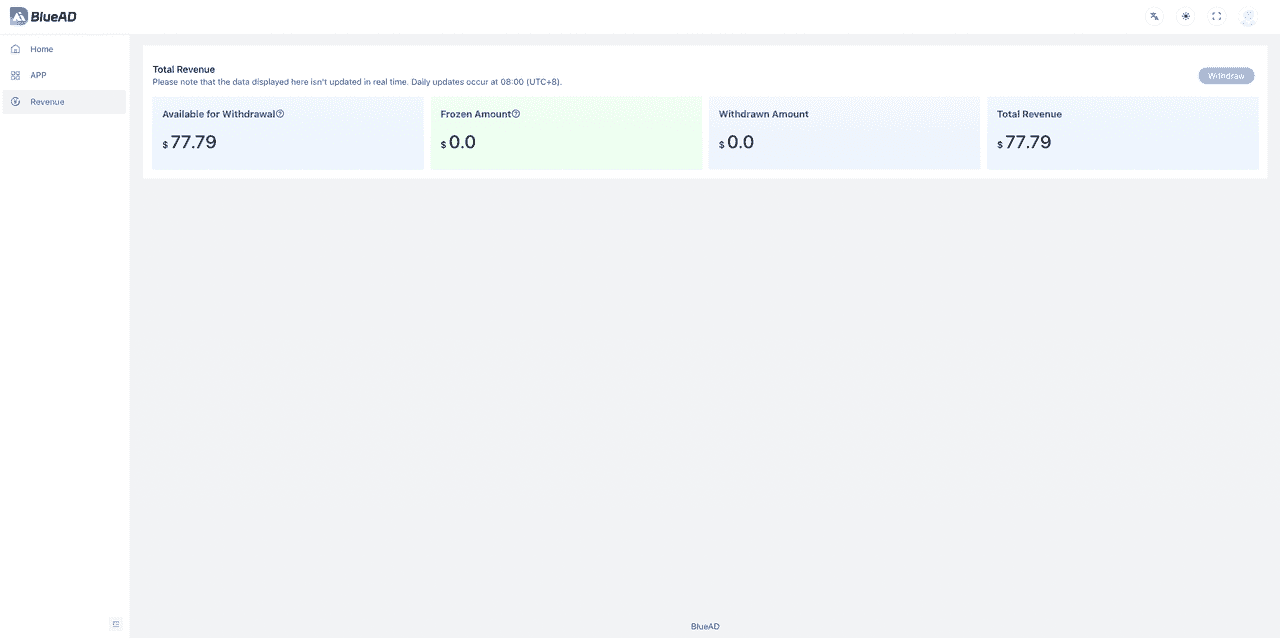 BlueAD
Home
APP
Revenue
Total Revenue
Please note that the data displayed here isn't updated in real time. Daily updates occur at 08:00 (UTC+8).
Withdraw
Available for Withdrawal
$ 77.79
Frozen Amount
$ 0.0
Withdrawn Amount
$ 0.0
Total Revenue
$ 77.79
BlueAD